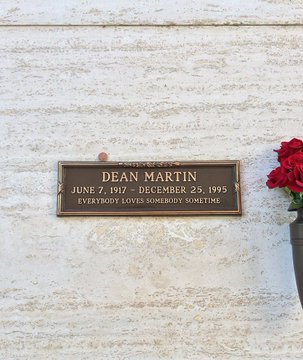 DEAN MARTIN
JUNE 7, 1917 – DECEMBER 25, 1995
EVERYBODY LOVES SOMEBODY SOMETIME